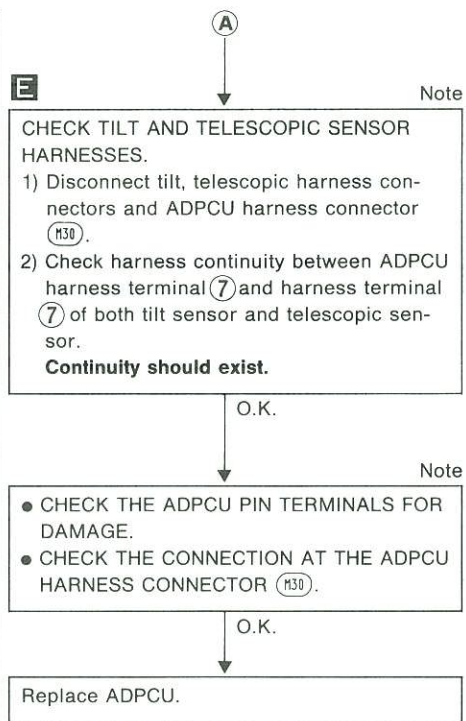 A
E
Note
CHECK TILT AND TELESCOPIC SENSOR
HARNESSES.
1) Disconnect tilt, telescopic harness con-
nectors and ADPCU harness connector
(M30).
2) Check harness continuity between ADPCU
harness terminal (7) and harness terminal
(7) of both tilt sensor and telescopic sen-
sor.
Continuity should exist.
O.K.
Note
● CHECK THE ADPCU PIN TERMINALS FOR
DAMAGE.
● CHECK THE CONNECTION AT THE ADPCU
HARNESS CONNECTOR (M30).
O.K.
Replace ADPCU.